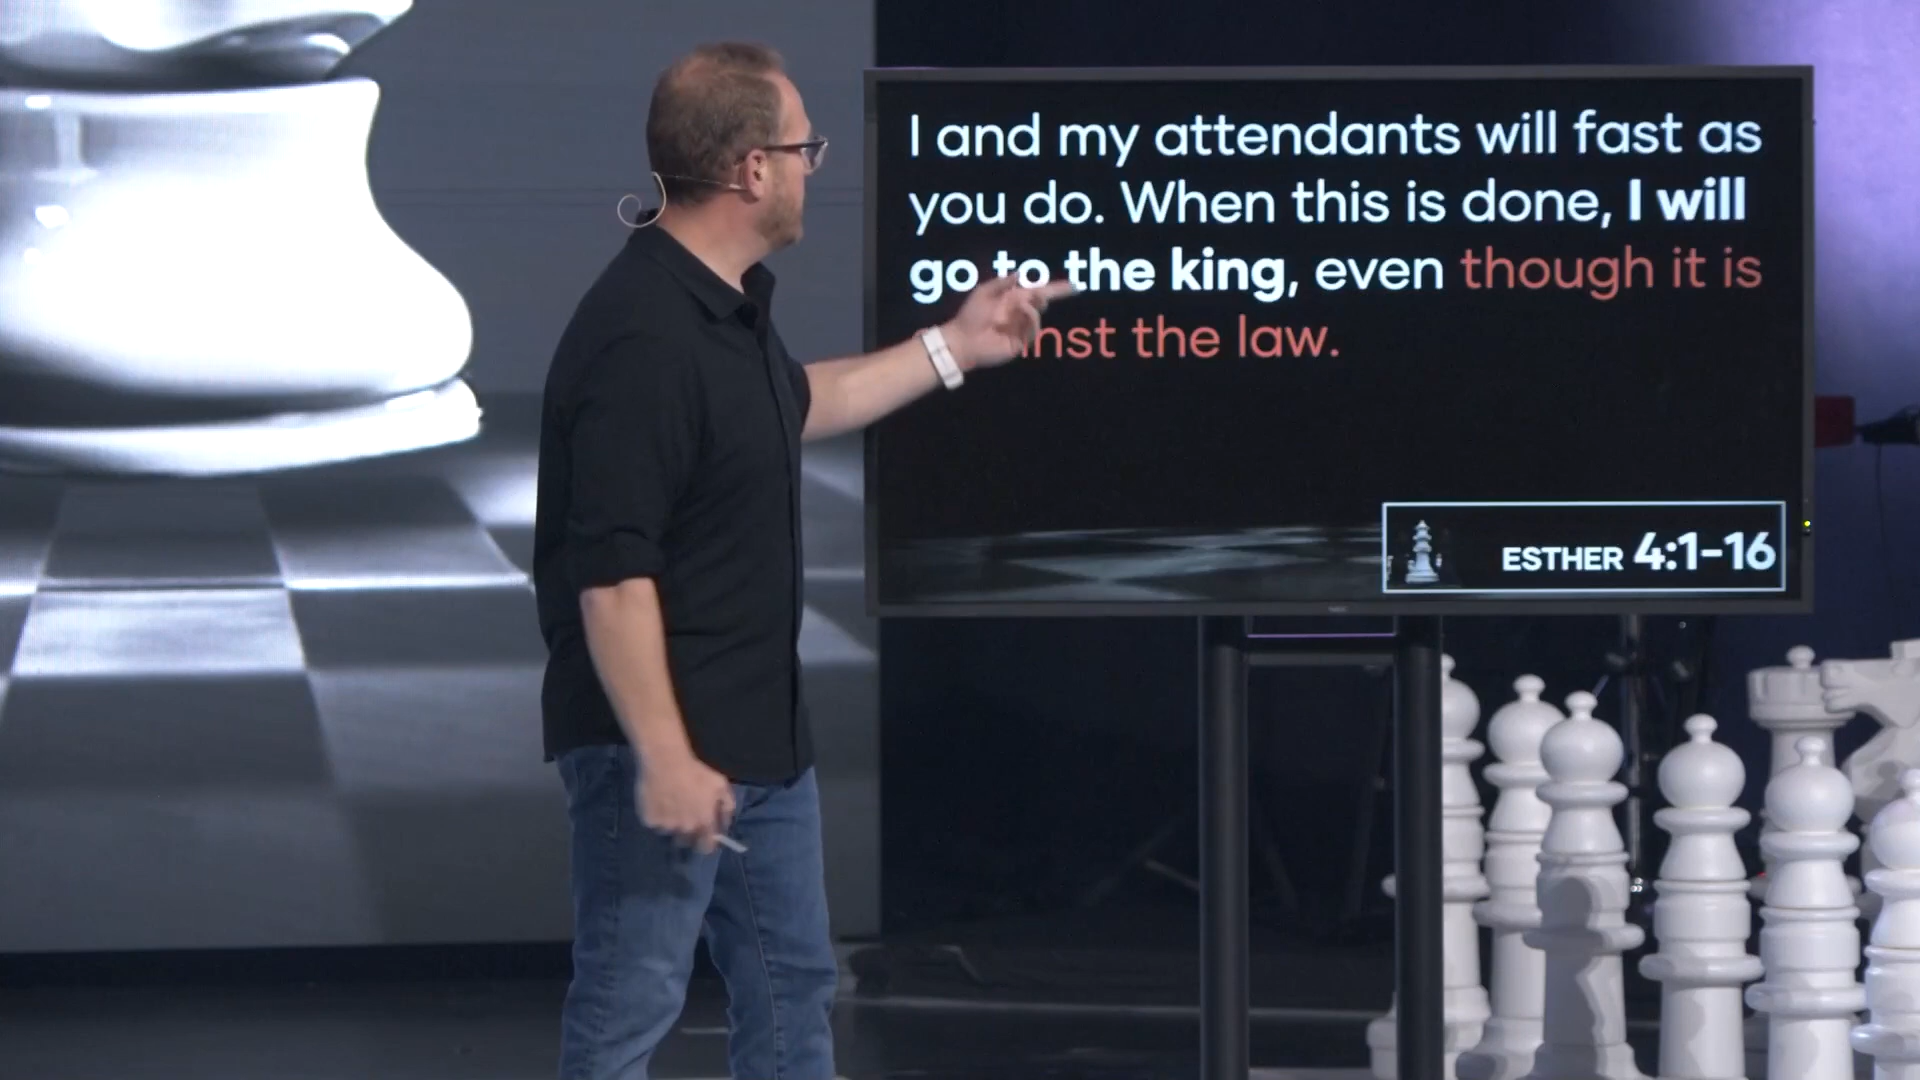 I and my attendants will fast as
you do. When this is done, I will
go to the king, even though it is
the law.
ESTHER 4:1-16